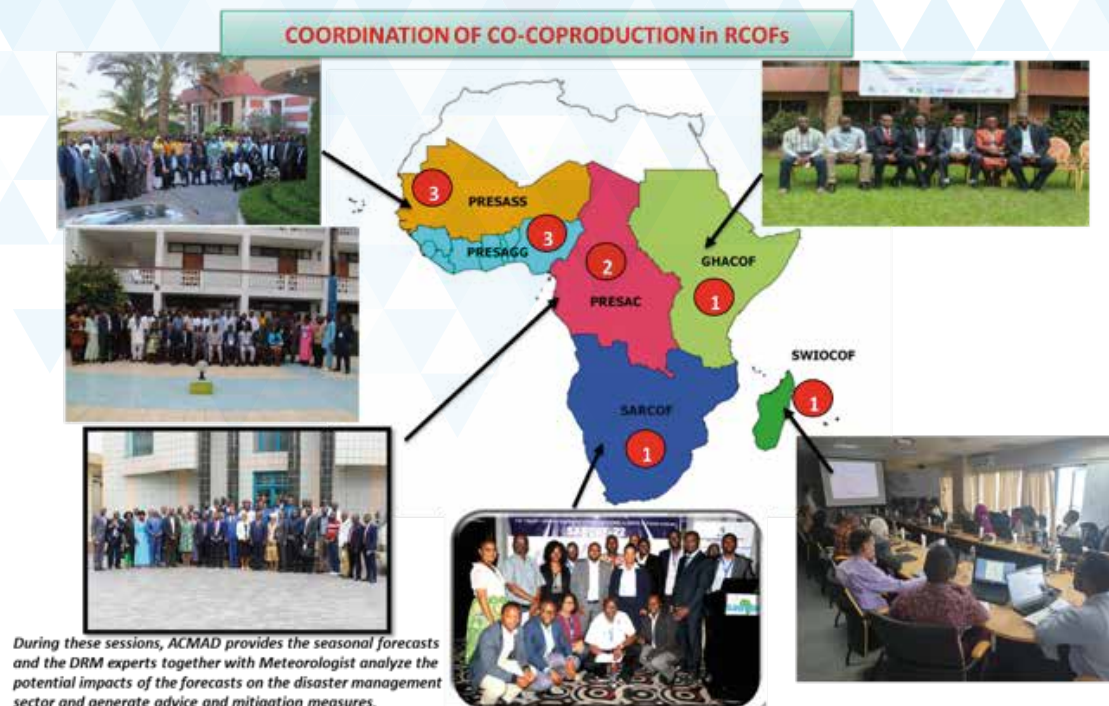 COORDINATION OF CO-COPRODUCTION in RCOFs
3
PRESASS
3
PRESAGG
2
PRESAC
GHACOF
1
SWIOCOF
1
SARCOF
1
During these sessions, ACMAD provides the seasonal forecasts
and the DRM experts together with Meteorologist analyze the
potential impacts of the forecasts on the disaster management
sector and generate advice and mitigation measures.